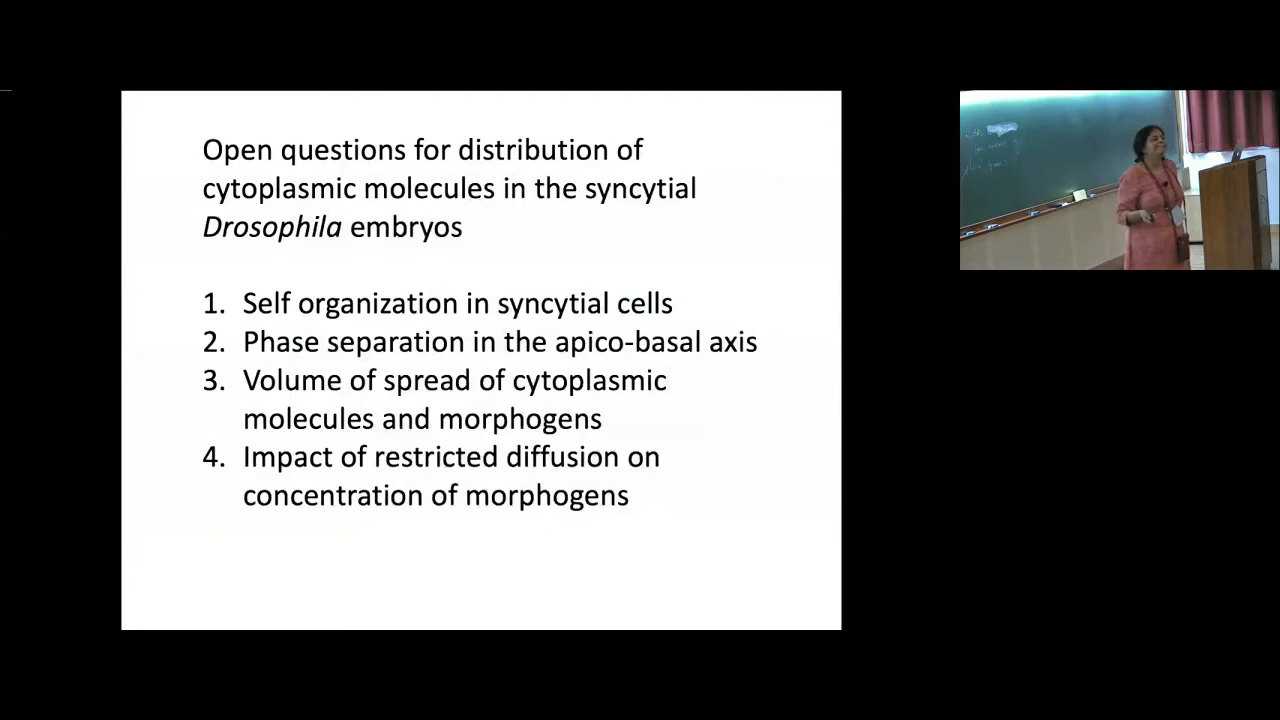 Open questions for distribution of
cytoplasmic molecules in the syncytial
Drosophila embryos
1. Self organization in syncytial cells
2. Phase separation in the apico-basal axis
3. Volume of spread of cytoplasmic
molecules and morphogens
4. Impact of restricted diffusion on
concentration of morphogens